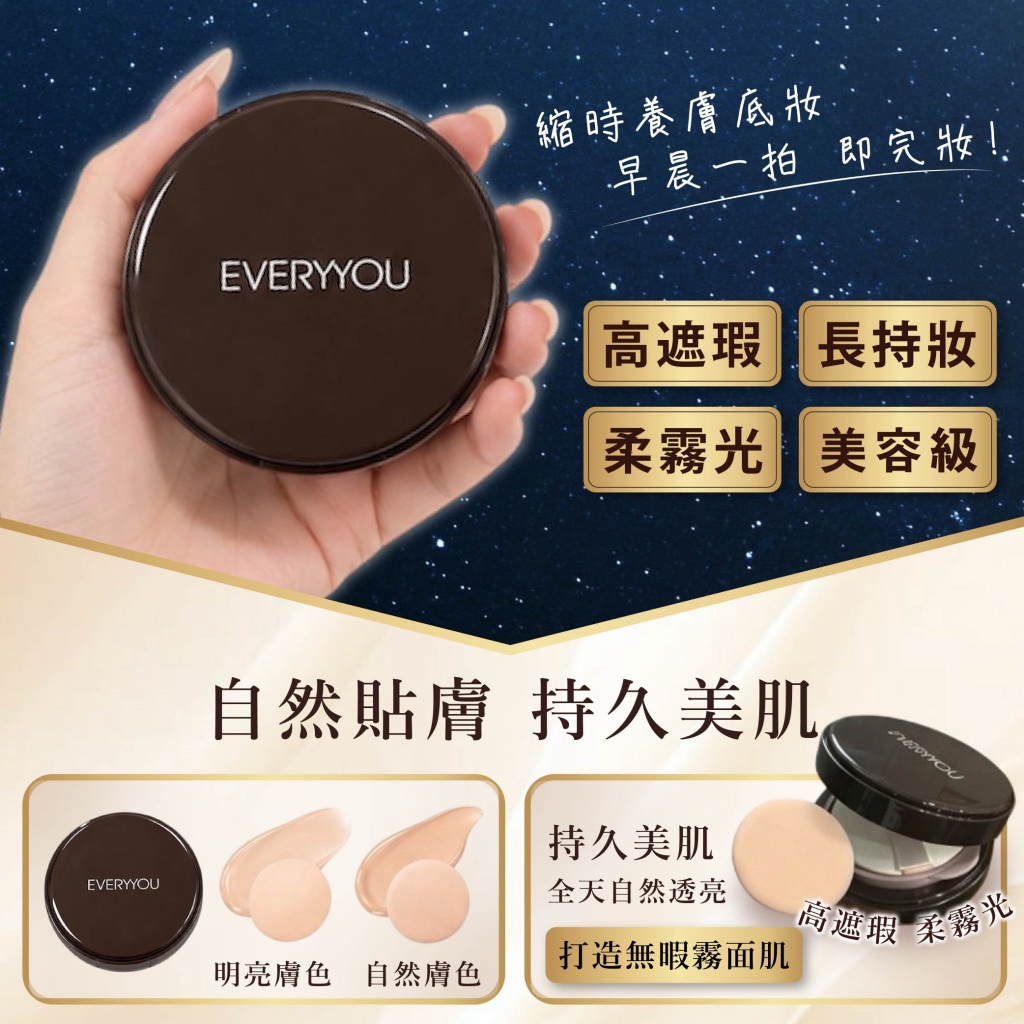 縮時養膚底妝
早晨一拍 即完妝!
EVERYYOU
高遮瑕
長持妝
柔霧光
美容級
自然貼膚 持久美肌
EVERYYOU
明亮膚色
自然膚色
EVERYYOU
持久美肌
全天自然透亮
打造無暇霧面肌
高遮瑕 柔霧光